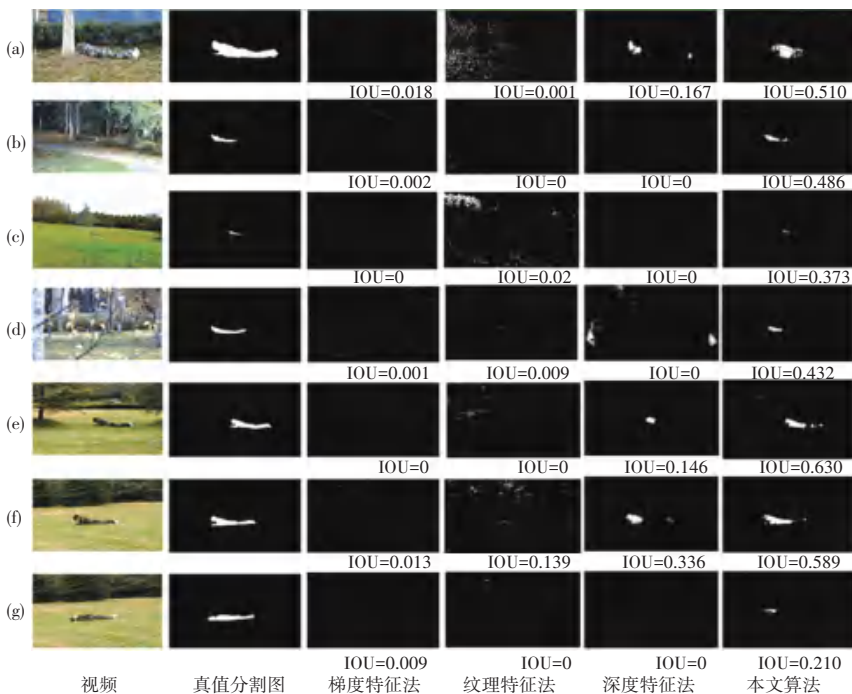 (a)
IOU=0.018 IOU=0.001 IOU=0.167 IOU=0.510
(b)
IOU=0.002 IOU=0 IOU=0 IOU=0.486
(c)
IOU=0 IOU=0.02 IOU=0 IOU=0.373
(d)
IOU=0.001 IOU=0.009 IOU=0 IOU=0.432
(e)
IOU=0 IOU=0 IOU=0.146 IOU=0.630
(f)
IOU=0.013 IOU=0.139 IOU=0.336 IOU=0.589
(g)
IOU=0.009 IOU=0 IOU=0 IOU=0.210
视频 真值分割图 梯度特征法 纹理特征法 深度特征法 本文算法